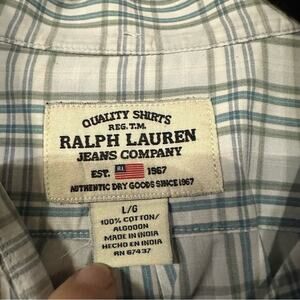 QUALITY SHIRTS
REG. T.M.
RALPH LAUREN
JEANS COMPANY
EST. 1967
AUTHENTIC DRY GOODS SINCE 1967
L/G
100% COTTON/
ALGODON
MADE IN INDIA
HECHO EN INDIA
RN 67437